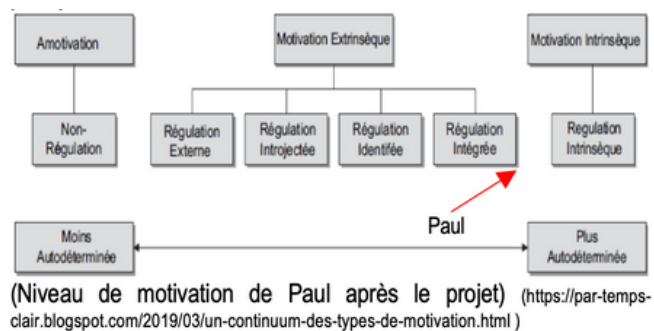 Amotivation
Motivation Extrinsèque
Motivation Intrinsèque
Non-
Régulation
Régulation
Externe
Régulation
Introjectée
Régulation
Identifée
Régulation
Intégrée
Regulation
Intrinsèque
Paul
Moins
Autodéterminée
Plus
Autodéterminée
(Niveau de motivation de Paul après le projet) (https://par-temps-
clair.blogspot.com/2019/03/un-continuum-des-types-de-motivation.html )